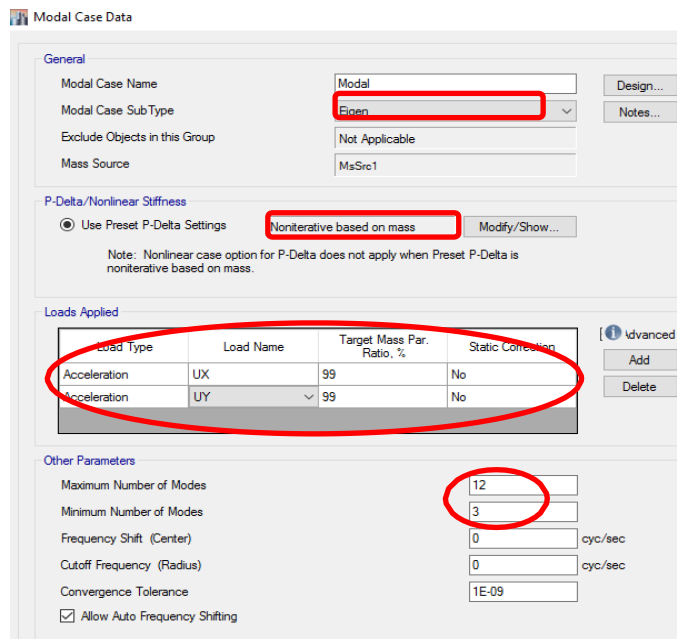 Modal Case Data
General
Modal Case Name Modal Design...
Modal Case SubType Eigen Notes...
Exclude Objects in this Group Not Applicable
Mass Source MsSrc1
P-Delta/Nonlinear Stiffness
Use Preset P-Delta Settings Noniterative based on mass Modify/Show...
Note: Nonlinear case option for P-Delta does not apply when Preset P-Delta is
noniterative based on mass.
Loads Applied
Load Type Load Name Target Mass Par. Ratio, % Static Correction
Acceleration UX 99 No
Acceleration UY 99 No
Advanced
Add
Delete
Other Parameters
Maximum Number of Modes 12
Minimum Number of Modes 3
Frequency Shift (Center) 0 cyc/sec
Cutoff Frequency (Radius) 0 cyc/sec
Convergence Tolerance 1E-09
Allow Auto Frequency Shifting